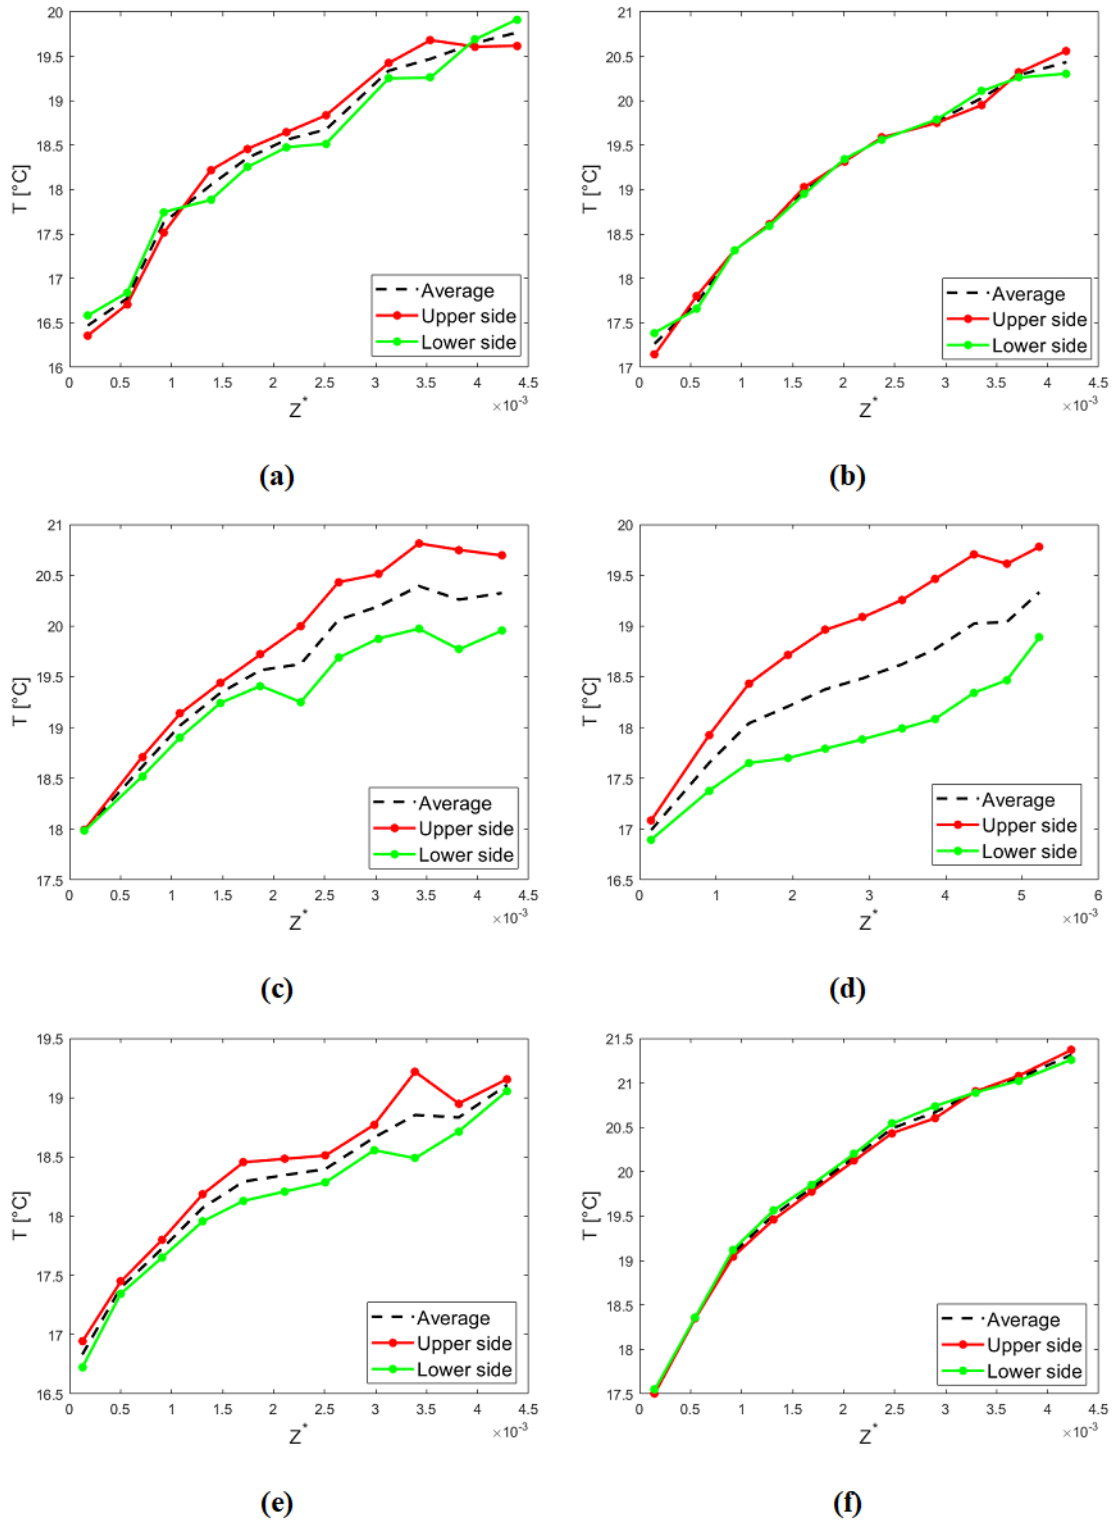 20
19.5
19
18.5
18
17.5
17
16.5
16
T [°C]
0 0.5 1 1.5 2 2.5 3 3.5 4 4.5
×10⁻³
Z*
Average
Upper side
Lower side
(a)
21
20.5
20
19.5
19
18.5
18
17.5
17
T [°C]
0 0.5 1 1.5 2 2.5 3 3.5 4 4.5
×10⁻³
Z*
Average
Upper side
Lower side
(b)
21
20.5
20
19.5
19
18.5
18
17.5
T [°C]
0 0.5 1 1.5 2 2.5 3 3.5 4 4.5
×10⁻³
Z*
Average
Upper side
Lower side
(c)
20
19.5
19
18.5
18
17.5
17
16.5
T [°C]
0 1 2 3 4 5 6
×10⁻³
Z*
Average
Upper side
Lower side
(d)
19.5
19
18.5
18
17.5
17
16.5
T [°C]
0 0.5 1 1.5 2 2.5 3 3.5 4 4.5
×10⁻³
Z*
Average
Upper side
Lower side
(e)
21.5
21
20.5
20
19.5
19
18.5
18
17.5
T [°C]
0 0.5 1 1.5 2 2.5 3 3.5 4 4.5
×10⁻³
Z*
Average
Upper side
Lower side
(f)